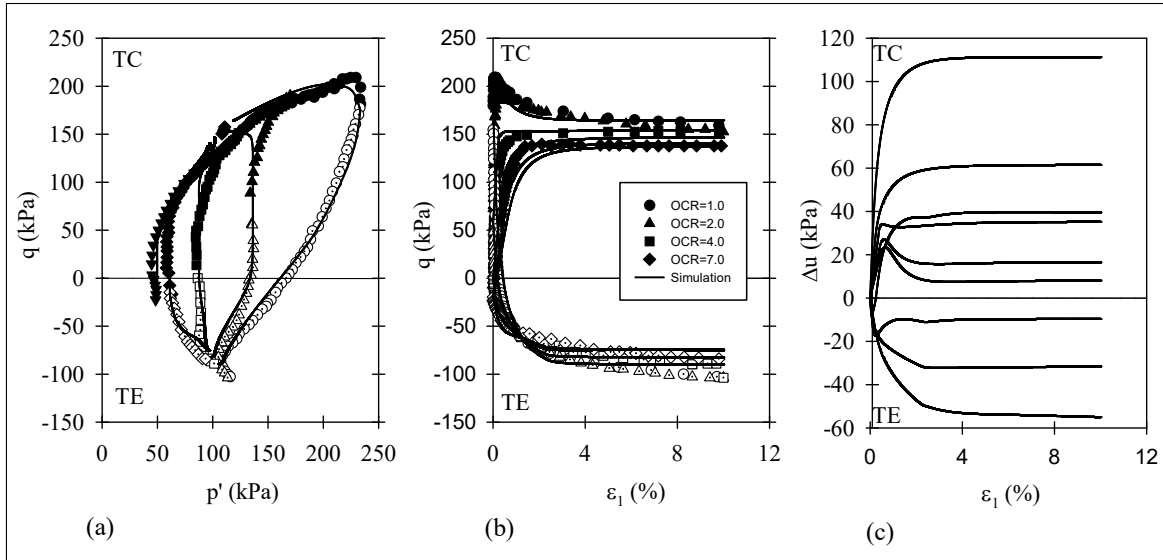 250
200
150
100
50
0
-50
-100
-150
TC
TE
q (kPa)
0 50 100 150 200 250
p' (kPa)
(a)
250
200
150
100
50
0
-50
-100
-150
TC
q (kPa)
OCR=1.0
OCR=2.0
OCR=4.0
OCR=7.0
Simulation
0 4 8 12
ε1 (%)
(b)
120
100
80
60
40
20
0
-20
-40
-60
TC
TE
Δu (kPa)
0 4 8 12
ε1 (%)
(c)